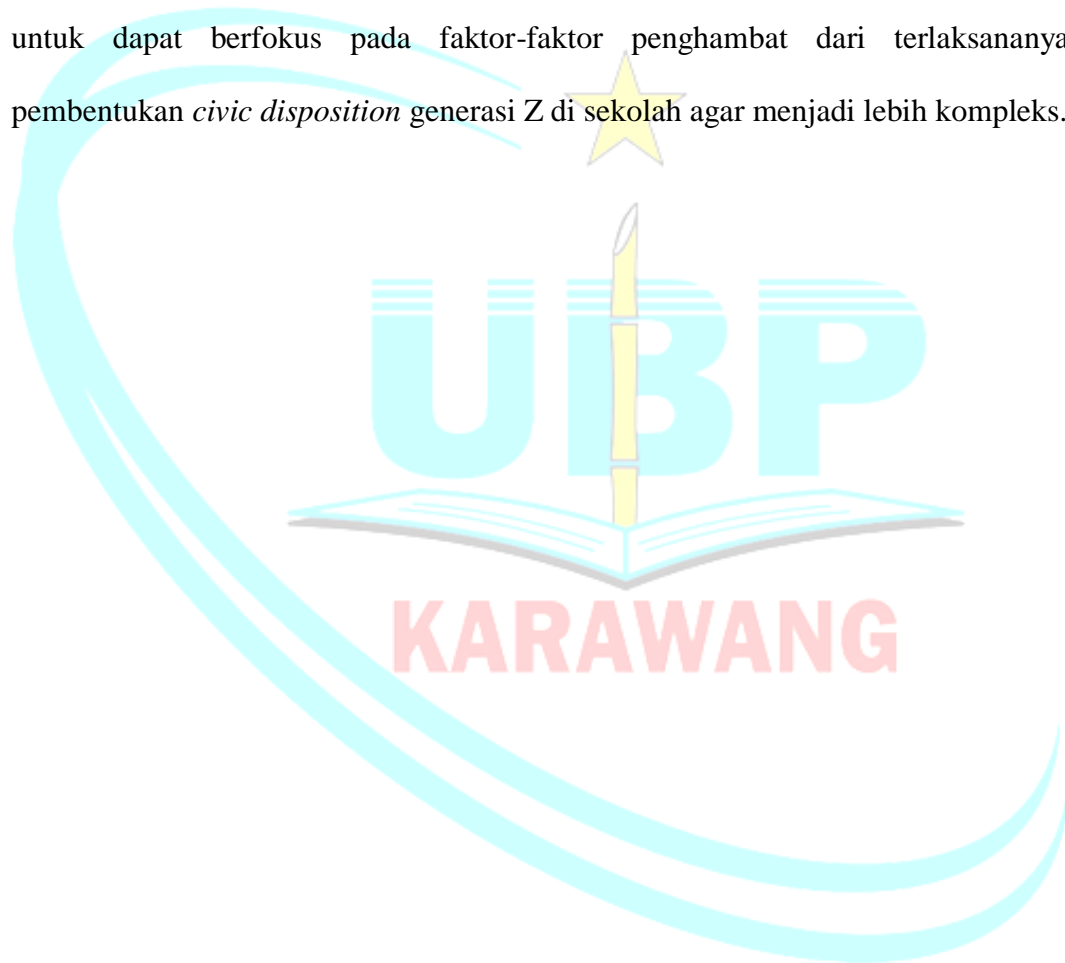 untuk dapat berfokus pada faktor-faktor penghambat dari terlaksananya
pembentukan civic disposition generasi Z di sekolah agar menjadi lebih kompleks.
UBP
KARAWANG